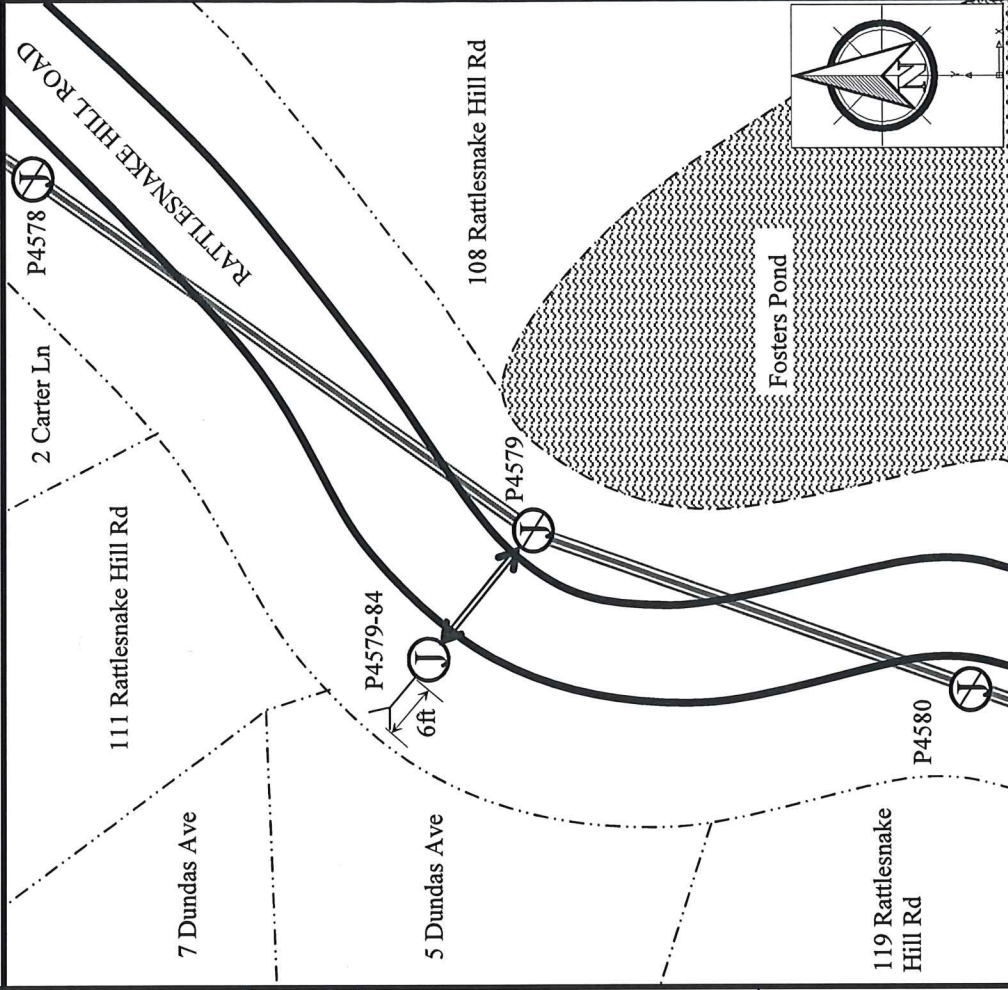 RATTLESNAKE HILL ROAD
P4578
2 Carter Ln
108 Rattlesnake Hill Rd
N
Y
X
111 Rattlesnake Hill Rd
Fosters Pond
P4579
P4579-84
6ft
7 Dundas Ave
5 Dundas Ave
P4580
119 Rattlesnake
Hill Rd
J
J
J
J